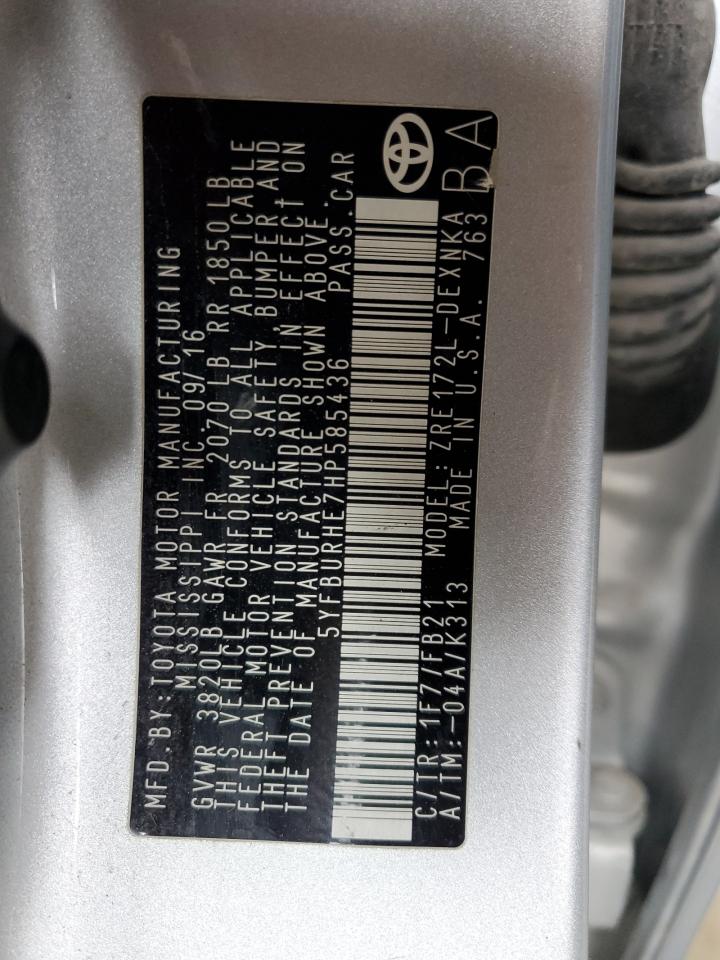 MFD.BY:TOYOTA MOTOR MANUFACTURING
MISSISSIPPI INC.09/16
GVWR 3820LB GAWR FR 2070LB RR 1850LB
THIS VEHICLE CONFORMS TO ALL APPLICABLE
FEDERAL MOTOR VEHICLE SAFETY,BUMPER,AND
THEFT PREVENTION STANDARDS IN EFFECT ON
THE DATE OF MANUFACTURE SHOWN ABOVE.
5YFBURHE7HP585436 PASS.CAR
C/TR:1F7/FB21 MODEL:ZRE172L-DEXNKA
A/TM:-04A/K313 MADE IN U.S.A. 763
BA